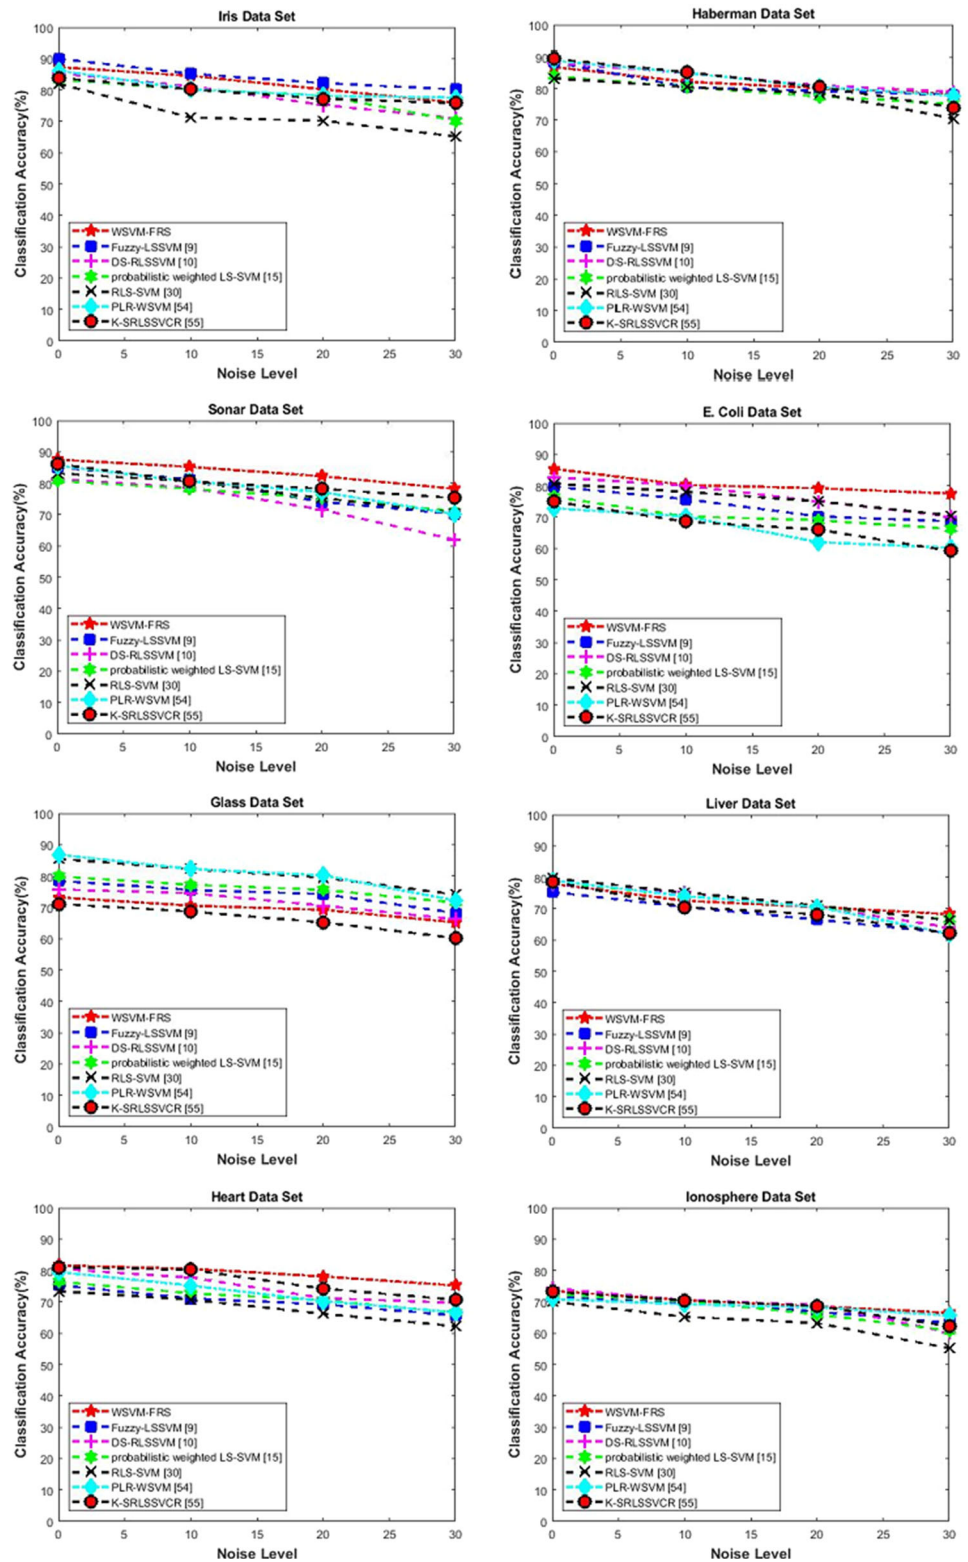 Iris Data Set
Classification Accuracy(%)
100
90
80
70
60
50
40
30
20
10
0
WSVM-FRS
Fuzzy-LSSVM [9]
DS-RLSSVM [10]
probabilistic weighted LS-SVM [15]
RLS-SVM [30]
PLR-WSVM [54]
K-SRLSSVCR [55]
0 5 10 15 20 25 30
Noise Level
Haberman Data Set
Classification Accuracy(%)
100
90
80
70
60
50
40
30
20
10
0
WSVM-FRS
Fuzzy-LSSVM [9]
DS-RLSSVM [10]
probabilistic weighted LS-SVM [15]
RLS-SVM [30]
PLR-WSVM [54]
K-SRLSSVCR [55]
0 5 10 15 20 25 30
Noise Level
Sonar Data Set
Classification Accuracy(%)
100
90
80
70
60
50
40
30
20
10
0
WSVM-FRS
Fuzzy-LSSVM [9]
DS-RLSSVM [10]
probabilistic weighted LS-SVM [15]
RLS-SVM [30]
PLR-WSVM [54]
K-SRLSSVCR [55]
0 5 10 15 20 25 30
Noise Level
E. Coli Data Set
Classification Accuracy(%)
100
90
80
70
60
50
40
30
20
10
0
WSVM-FRS
Fuzzy-LSSVM [9]
DS-RLSSVM [10]
probabilistic weighted LS-SVM [15]
RLS-SVM [30]
PLR-WSVM [54]
K-SRLSSVCR [55]
0 5 10 15 20 25 30
Noise Level
Glass Data Set
Classification Accuracy(%)
100
90
80
70
60
50
40
30
20
10
0
WSVM-FRS
Fuzzy-LSSVM [9]
DS-RLSSVM [10]
probabilistic weighted LS-SVM [15]
RLS-SVM [30]
PLR-WSVM [54]
K-SRLSSVCR [55]
0 5 10 15 20 25 30
Noise Level
Liver Data Set
Classification Accuracy(%)
100
90
80
70
60
50
40
30
20
10
0
WSVM-FRS
Fuzzy-LSSVM [9]
DS-RLSSVM [10]
probabilistic weighted LS-SVM [15]
RLS-SVM [30]
PLR-WSVM [54]
K-SRLSSVCR [55]
0 5 10 15 20 25 30
Noise Level
Heart Data Set
Classification Accuracy(%)
100
90
80
70
60
50
40
30
20
10
0
WSVM-FRS
Fuzzy-LSSVM [9]
DS-RLSSVM [10]
probabilistic weighted LS-SVM [15]
RLS-SVM [30]
PLR-WSVM [54]
K-SRLSSVCR [55]
0 5 10 15 20 25 30
Noise Level
Ionosphere Data Set
Classification Accuracy(%)
100
90
80
70
60
50
40
30
20
10
0
WSVM-FRS
Fuzzy-LSSVM [9]
DS-RLSSVM [10]
probabilistic weighted LS-SVM [15]
RLS-SVM [30]
PLR-WSVM [54]
K-SRLSSVCR [55]
0 5 10 15 20 25 30
Noise Level